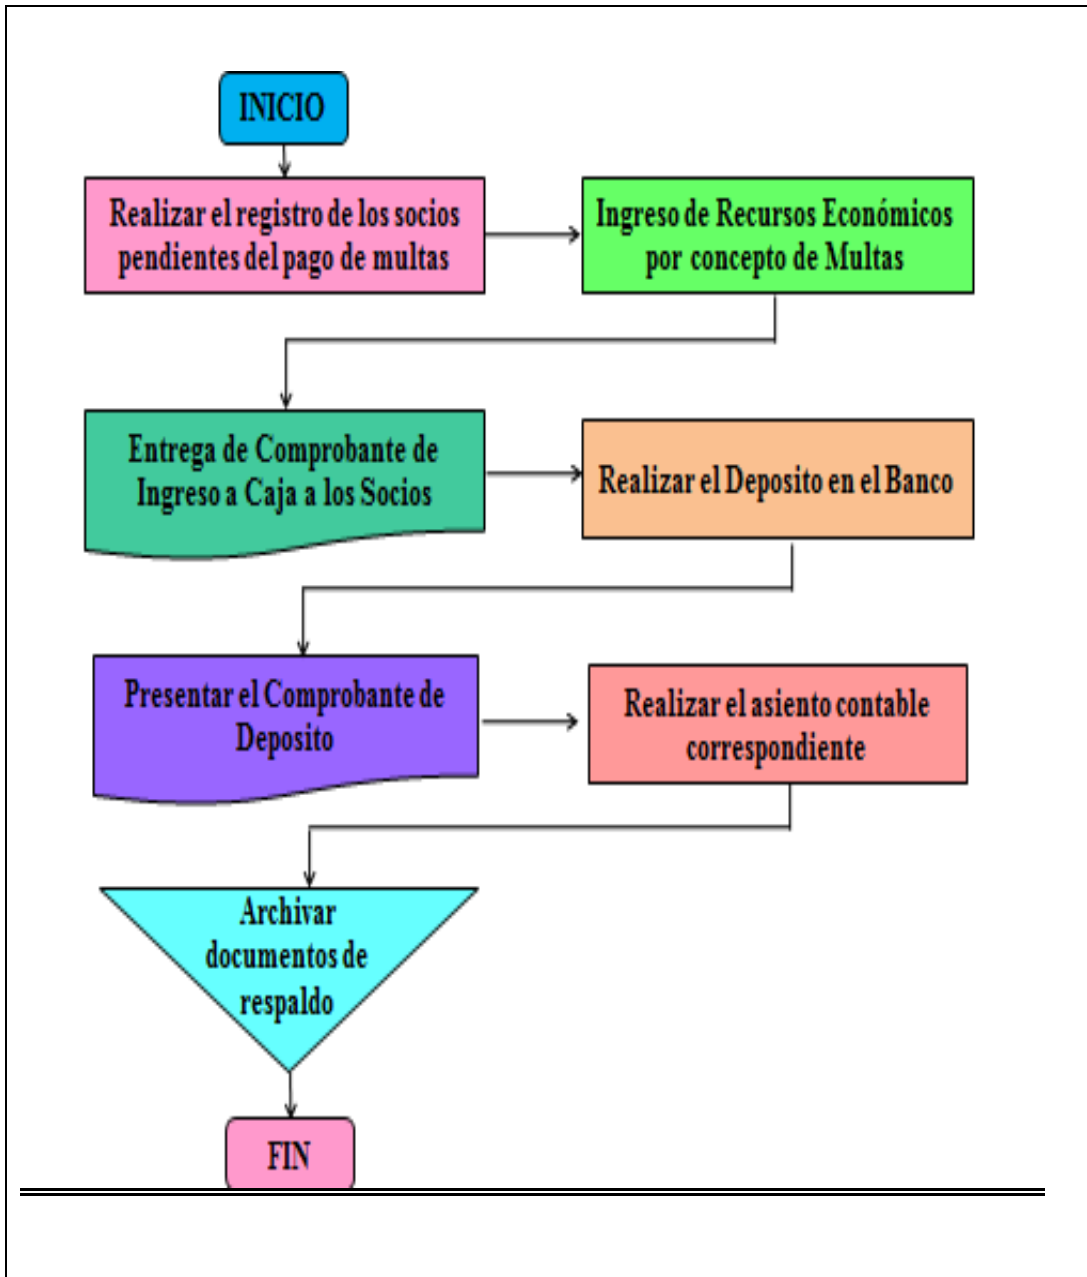 INICIO
Realizar el registro de los socios
pendientes del pago de multas
Ingreso de Recursos Económicos
por concepto de Multas
Entrega de Comprobante de
Ingreso a Caja a los Socios
Realizar el Deposito en el Banco
Presentar el Comprobante de
Deposito
Realizar el asiento contable
correspondiente
Archivar
documentos de
respaldo
FIN